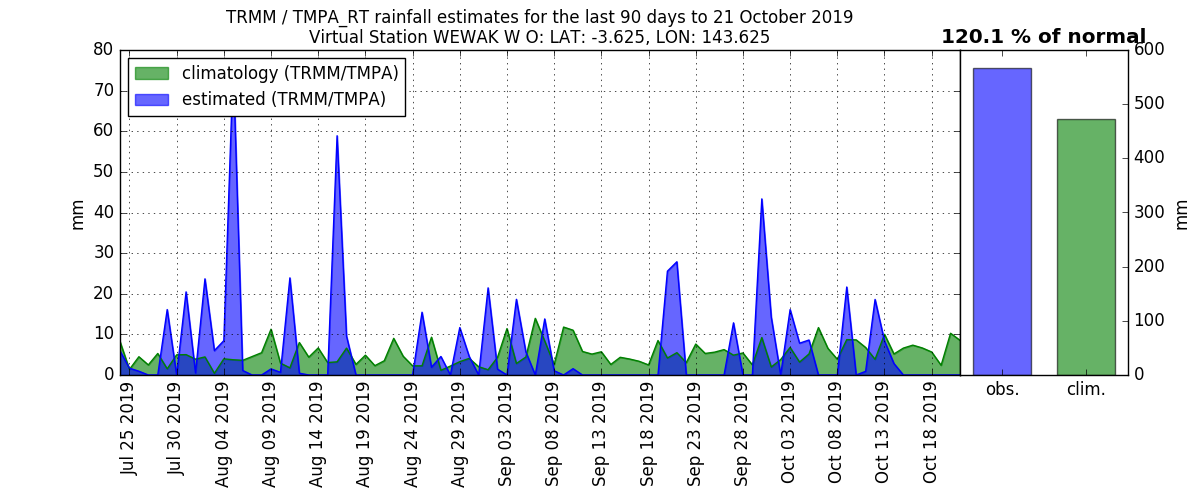 TRMM / TMPA_RT rainfall estimates for the last 90 days to 21 October 2019
Virtual Station WEWAK W O: LAT: -3.625, LON: 143.625
120.1 % of normal
climatology (TRMM/TMPA)
estimated (TRMM/TMPA)
80
70
60
50
40
30
20
10
0
mm
Jul 25 2019
Jul 30 2019
Aug 04 2019
Aug 09 2019
Aug 14 2019
Aug 19 2019
Aug 24 2019
Aug 29 2019
Sep 03 2019
Sep 08 2019
Sep 13 2019
Sep 18 2019
Sep 23 2019
Sep 28 2019
Oct 03 2019
Oct 08 2019
Oct 13 2019
Oct 18 2019
600
500
400
300
200
100
0
mm
obs.
clim.